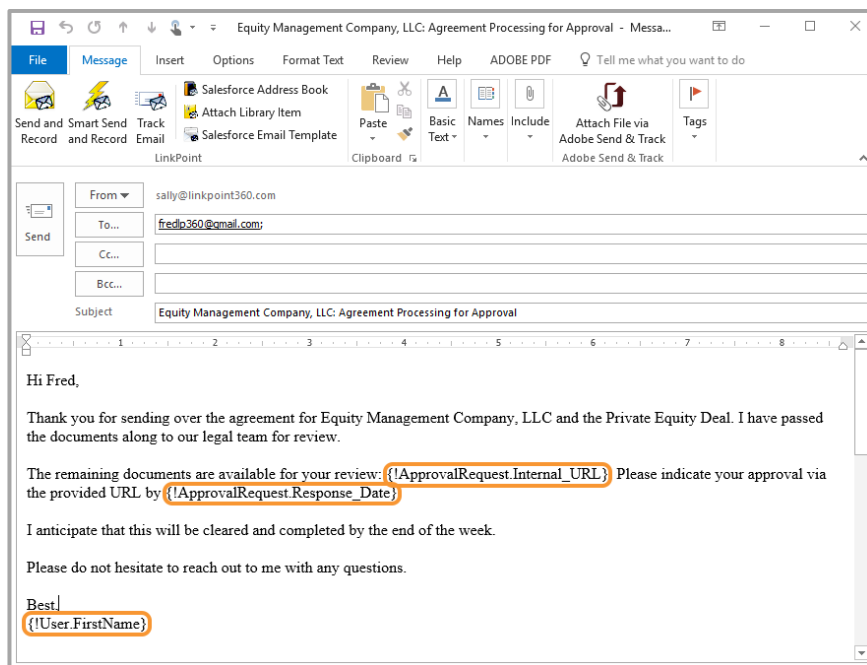 Equity Management Company, LLC: Agreement Processing for Approval - Messa...
File Message Insert Options Format Text Review Help ADOBE PDF Tell me what you want to do
Send and Record
Smart Send and Record
Track Email
Salesforce Address Book
Attach Library Item
Salesforce Email Template
LinkPoint
Paste
Clipboard
Basic Text
Names
Include
Attach File via Adobe Send & Track
Adobe Send & Track
Tags
Send
From sally@linkpoint360.com
To... fredlp360@gmail.com;
Cc...
Bcc...
Subject Equity Management Company, LLC: Agreement Processing for Approval
1 2 3 4 5 6 7 8
Hi Fred,
Thank you for sending over the agreement for Equity Management Company, LLC and the Private Equity Deal. I have passed
the documents along to our legal team for review.
The remaining documents are available for your review: {!ApprovalRequest.Internal_URL} Please indicate your approval via
the provided URL by {!ApprovalRequest.Response_Date}
I anticipate that this will be cleared and completed by the end of the week.
Please do not hesitate to reach out to me with any questions.
Best,
{!User.FirstName}